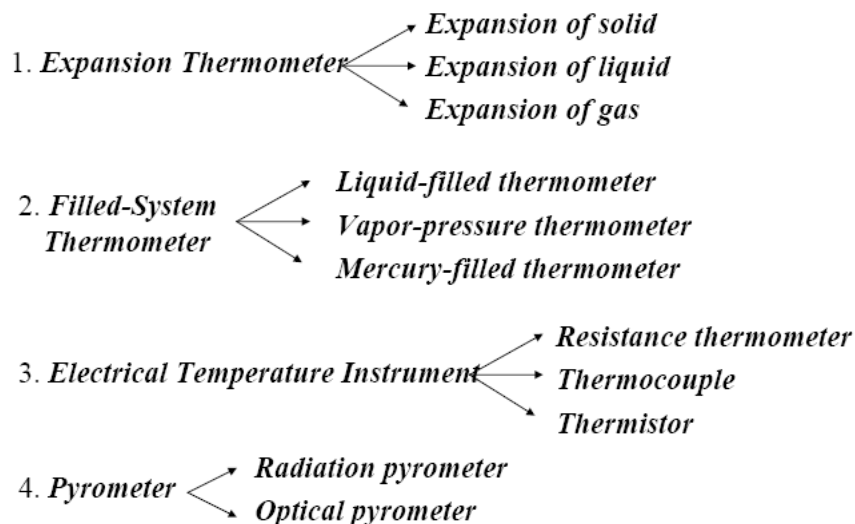 Expansion of solid
1. Expansion Thermometer
Expansion of liquid
Expansion of gas
Liquid-filled thermometer
2. Filled-System
Thermometer
Vapor-pressure thermometer
Mercury-filled thermometer
Resistance thermometer
3. Electrical Temperature Instrument
Thermocouple
Thermistor
Radiation pyrometer
4. Pyrometer
Optical pyrometer